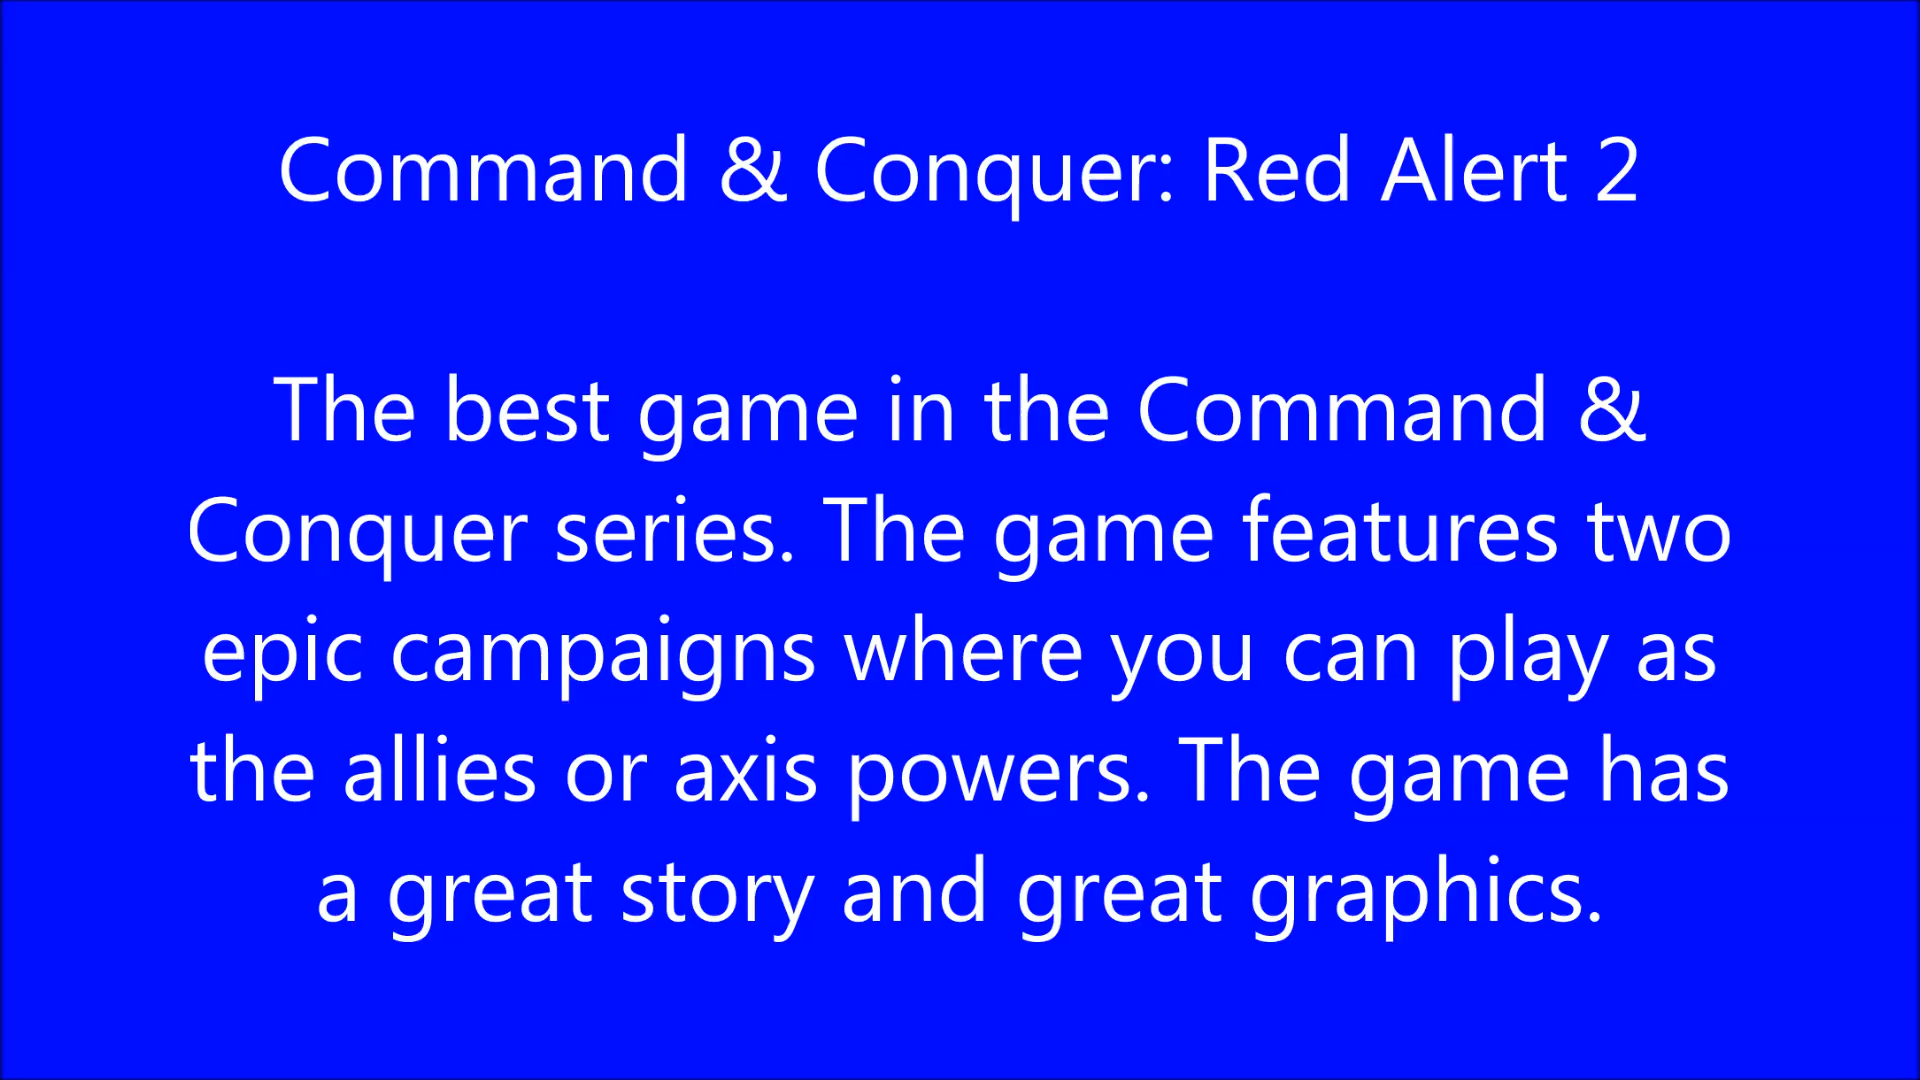 Command & Conquer: Red Alert 2
The best game in the Command &
Conquer series. The game features two
epic campaigns where you can play as
the allies or axis powers. The game has
a great story and great graphics.